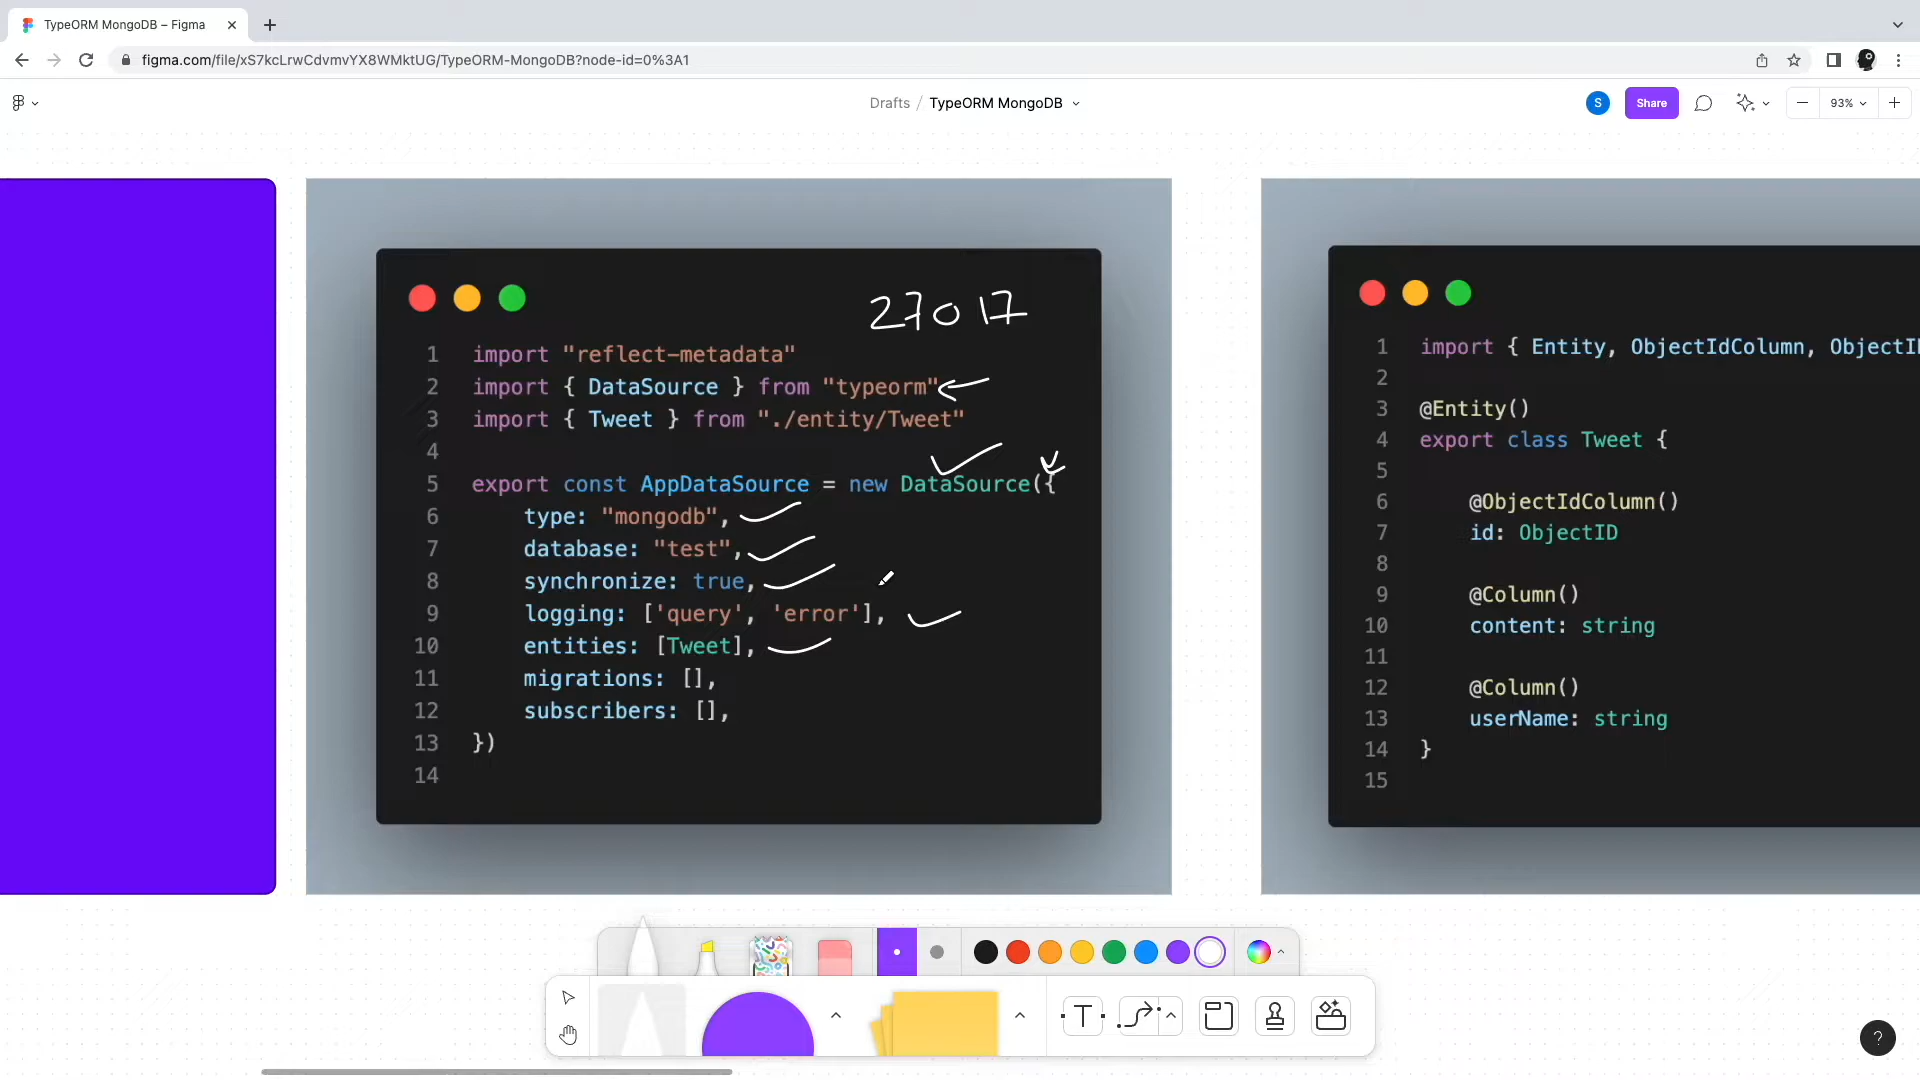 TypeORM MongoDB – Figma
figma.com/file/xS7kcLrwCdvmvYX8WMktUG/TypeORM-MongoDB?node-id=0%3A1
Drafts / TypeORM MongoDB
S
Share
93%
27017
1 import "reflect-metadata"
2 import { DataSource } from "typeorm"
3 import { Tweet } from "./entity/Tweet"
4
5 export const AppDataSource = new DataSource({
6 type: "mongodb",
7 database: "test",
8 synchronize: true,
9 logging: ['query', 'error'],
10 entities: [Tweet],
11 migrations: [],
12 subscribers: [],
13 })
14
1 import { Entity, ObjectIdColumn, ObjectI
2
3 @Entity()
4 export class Tweet {
5
6 @ObjectIdColumn()
7 id: ObjectID
8
9 @Column()
10 content: string
11
12 @Column()
13 userName: string
14 }
15
T
?